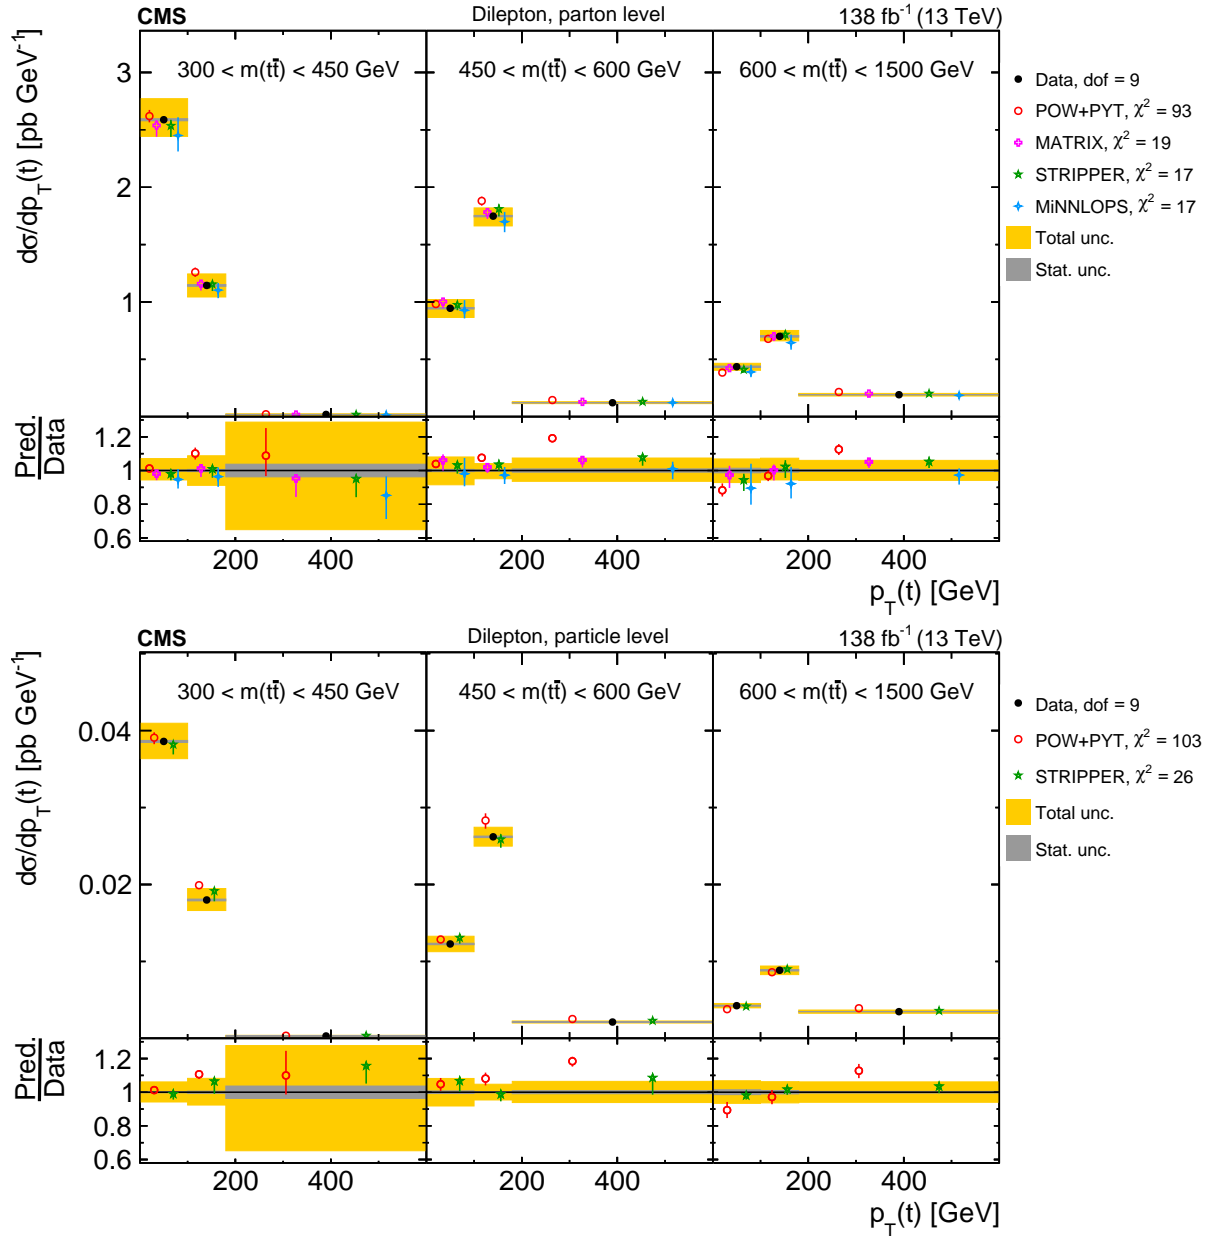 CMS Dilepton, parton level 138 fb⁻¹ (13 TeV)
dσ/dp_T(t) [pb GeV⁻¹]
300 < m(tt̄) < 450 GeV 450 < m(tt̄) < 600 GeV 600 < m(tt̄) < 1500 GeV
3
2
1
Data, dof = 9
POW+PYT, χ² = 93
MATRIX, χ² = 19
STRIPPER, χ² = 17
MiNNLOPS, χ² = 17
Total unc.
Stat. unc.
Pred.
Data
1.2
1
0.8
0.6
200 400 200 400 200 400
p_T(t) [GeV]
CMS Dilepton, particle level 138 fb⁻¹ (13 TeV)
dσ/dp_T(t) [pb GeV⁻¹]
300 < m(tt̄) < 450 GeV 450 < m(tt̄) < 600 GeV 600 < m(tt̄) < 1500 GeV
0.04
0.02
Data, dof = 9
POW+PYT, χ² = 103
STRIPPER, χ² = 26
Total unc.
Stat. unc.
Pred.
Data
1.2
1
0.8
0.6
200 400 200 400 200 400
p_T(t) [GeV]